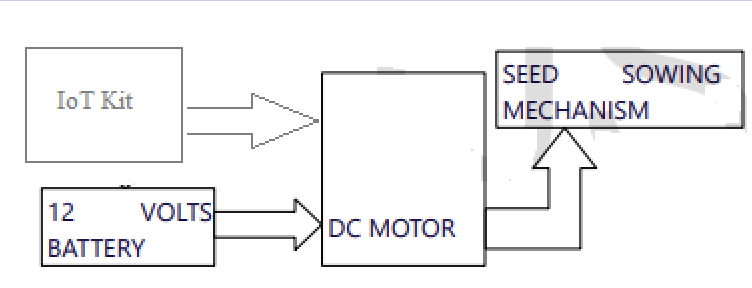 IoT Kit
SEED SOWING
MECHANISM
12 VOLTS
BATTERY
DC MOTOR